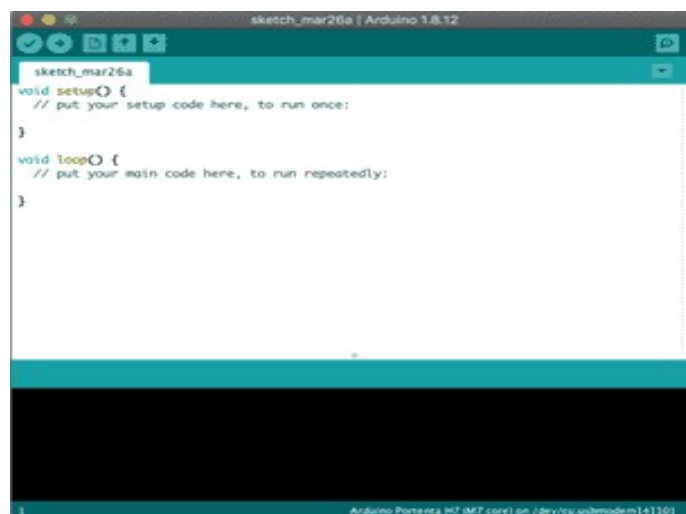 sketch_mar26a | Arduino 1.8.12
sketch_mar26a
void setup() {
// put your setup code here, to run once:
}
void loop() {
// put your main code here, to run repeatedly:
}
1
Arduino Portenta H7 (M7 core) on /dev/cu.usbmodem141101